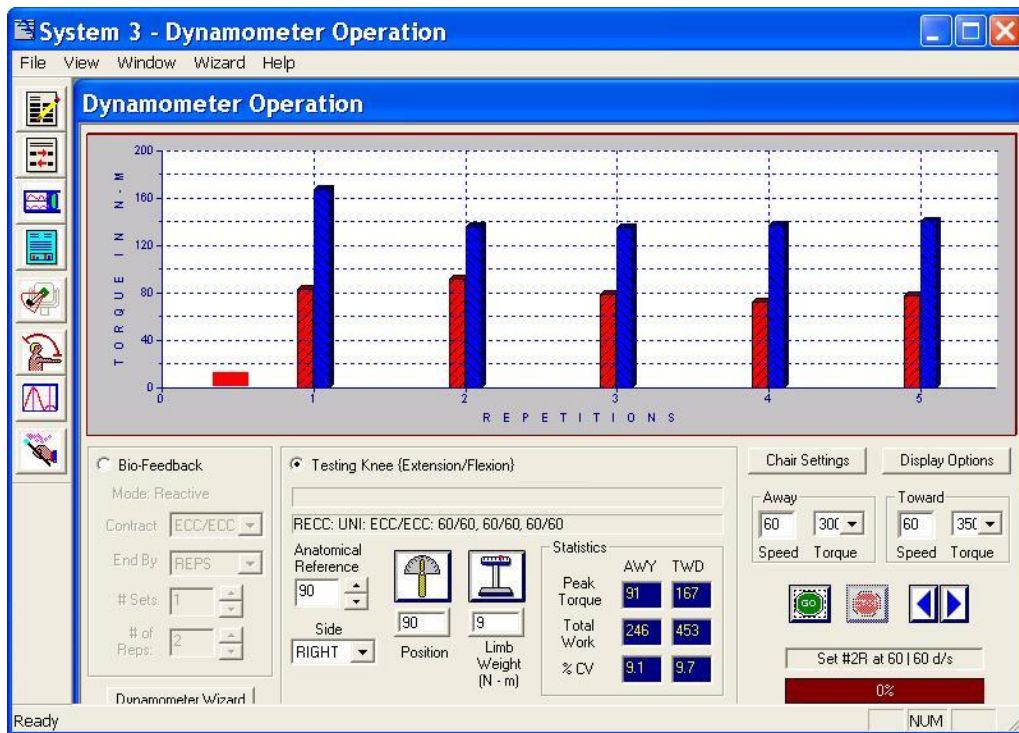 System 3 - Dynamometer Operation
File View Window Wizard Help
Dynamometer Operation
TORQUE IN N-M
200
160
120
80
40
0
0 1 2 3 4 5
REPETITIONS
Bio-Feedback
Mode: Reactive
Contract ECC/ECC
End By REPS
# Sets 1
# of Reps: 2
Dynamometer Wizard
Testing Knee {Extension/Flexion}
RECC: UNI: ECC/ECC: 60/60, 60/60, 60/60
Anatomical
Reference
90
Side
RIGHT
90
Position
9
Limb
Weight
(N - m)
Statistics
AWY TWD
Peak Torque 91 167
Total Work 246 453
% CV 9.1 9.7
Chair Settings Display Options
Away
60 300
Speed Torque
Toward
60 350
Speed Torque
GO
Set #2R at 60 | 60 d/s
0%
Ready NUM